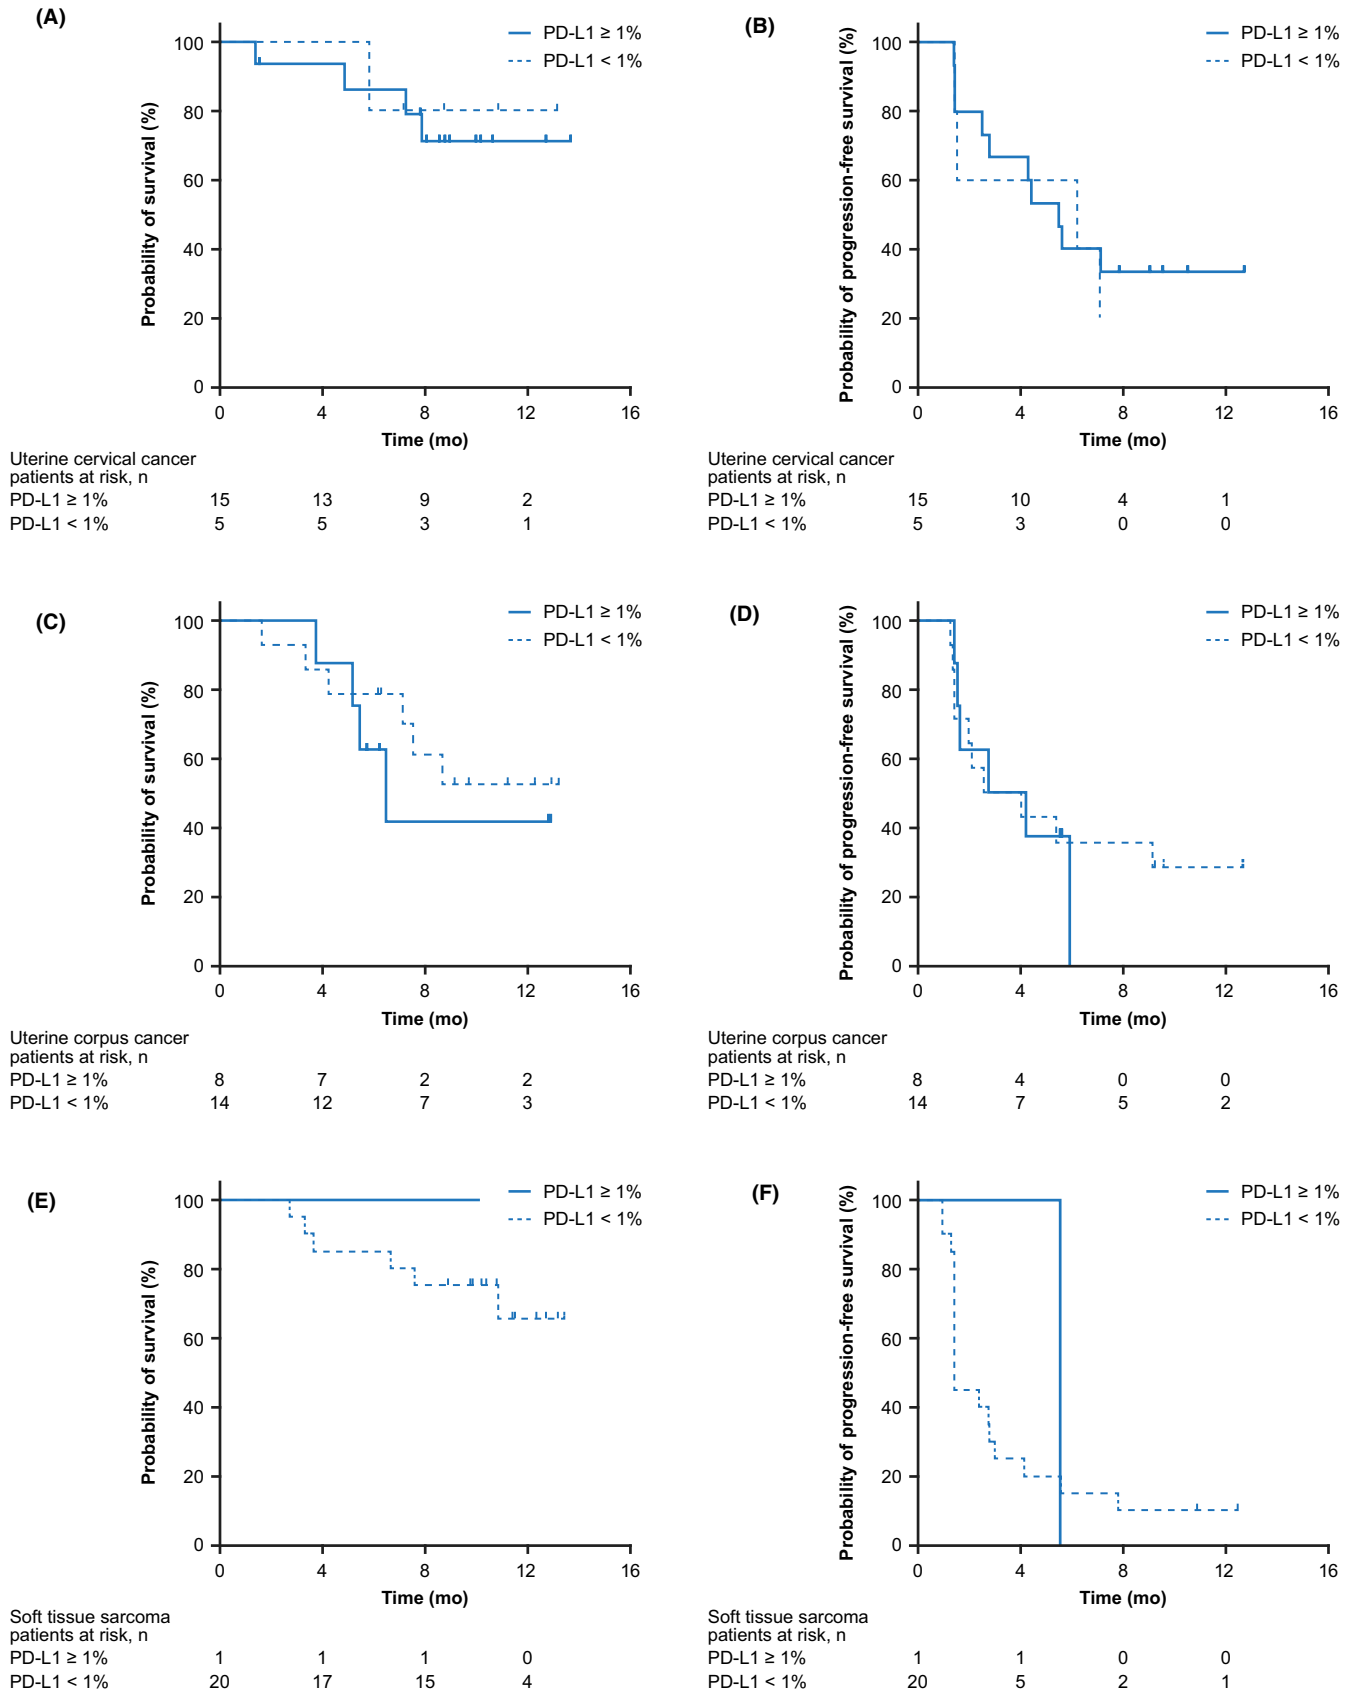 (A)
PD-L1 ≥ 1%
PD-L1 < 1%
Probability of survival (%)
100
80
60
40
20
0
0 4 8 12 16
Time (mo)
Uterine cervical cancer
patients at risk, n
PD-L1 ≥ 1% 15 13 9 2
PD-L1 < 1% 5 5 3 1
(B)
PD-L1 ≥ 1%
PD-L1 < 1%
Probability of progression-free survival (%)
100
80
60
40
20
0
0 4 8 12 16
Time (mo)
Uterine cervical cancer
patients at risk, n
PD-L1 ≥ 1% 15 10 4 1
PD-L1 < 1% 5 3 0 0
(C)
PD-L1 ≥ 1%
PD-L1 < 1%
Probability of survival (%)
100
80
60
40
20
0
0 4 8 12 16
Time (mo)
Uterine corpus cancer
patients at risk, n
PD-L1 ≥ 1% 8 7 2 2
PD-L1 < 1% 14 12 7 3
(D)
PD-L1 ≥ 1%
PD-L1 < 1%
Probability of progression-free survival (%)
100
80
60
40
20
0
0 4 8 12 16
Time (mo)
Uterine corpus cancer
patients at risk, n
PD-L1 ≥ 1% 8 4 0 0
PD-L1 < 1% 14 7 5 2
(E)
PD-L1 ≥ 1%
PD-L1 < 1%
Probability of survival (%)
100
80
60
40
20
0
0 4 8 12 16
Time (mo)
Soft tissue sarcoma
patients at risk, n
PD-L1 ≥ 1% 1 1 1 0
PD-L1 < 1% 20 17 15 4
(F)
PD-L1 ≥ 1%
PD-L1 < 1%
Probability of progression-free survival (%)
100
80
60
40
20
0
0 4 8 12 16
Time (mo)
Soft tissue sarcoma
patients at risk, n
PD-L1 ≥ 1% 1 1 0 0
PD-L1 < 1% 20 5 2 1